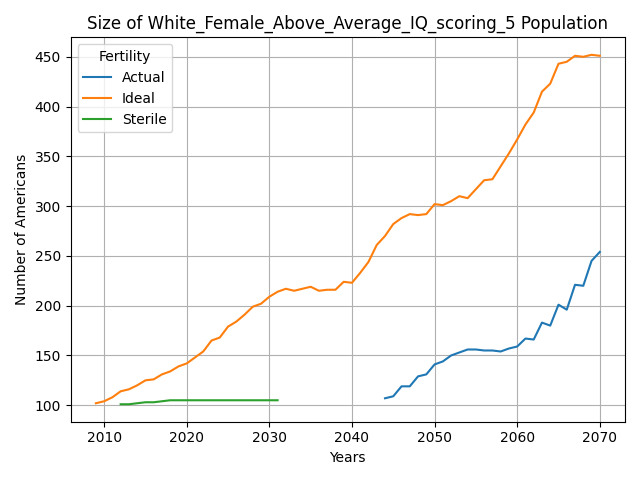 Size of White_Female_Above_Average_IQ_scoring_5 Population
Fertility
Actual
Ideal
Sterile
Number of Americans
450
400
350
300
250
200
150
100
2010
2020
2030
2040
2050
2060
2070
Years